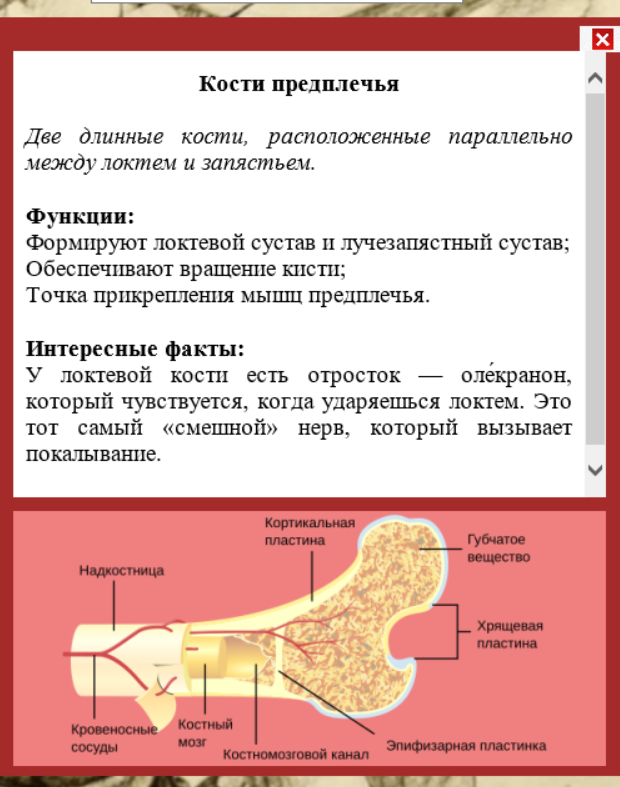 Кости предплечья
Две длинные кости, расположенные параллельно
между локтем и запястьем.
Функции:
Формируют локтевой сустав и лучезапястный сустав;
Обеспечивают вращение кисти;
Точка прикрепления мышц предплечья.
Интересные факты:
У локтевой кости есть отросток — оле́кранон,
который чувствуется, когда ударяешься локтем. Это
тот самый «смешной» нерв, который вызывает
покалывание.
Кортикальная
пластина
Губчатое
вещество
Надкостница
Хрящевая
пластина
Кровеносные
сосуды
Костный
мозг
Костномозговой канал
Эпифизарная пластинка